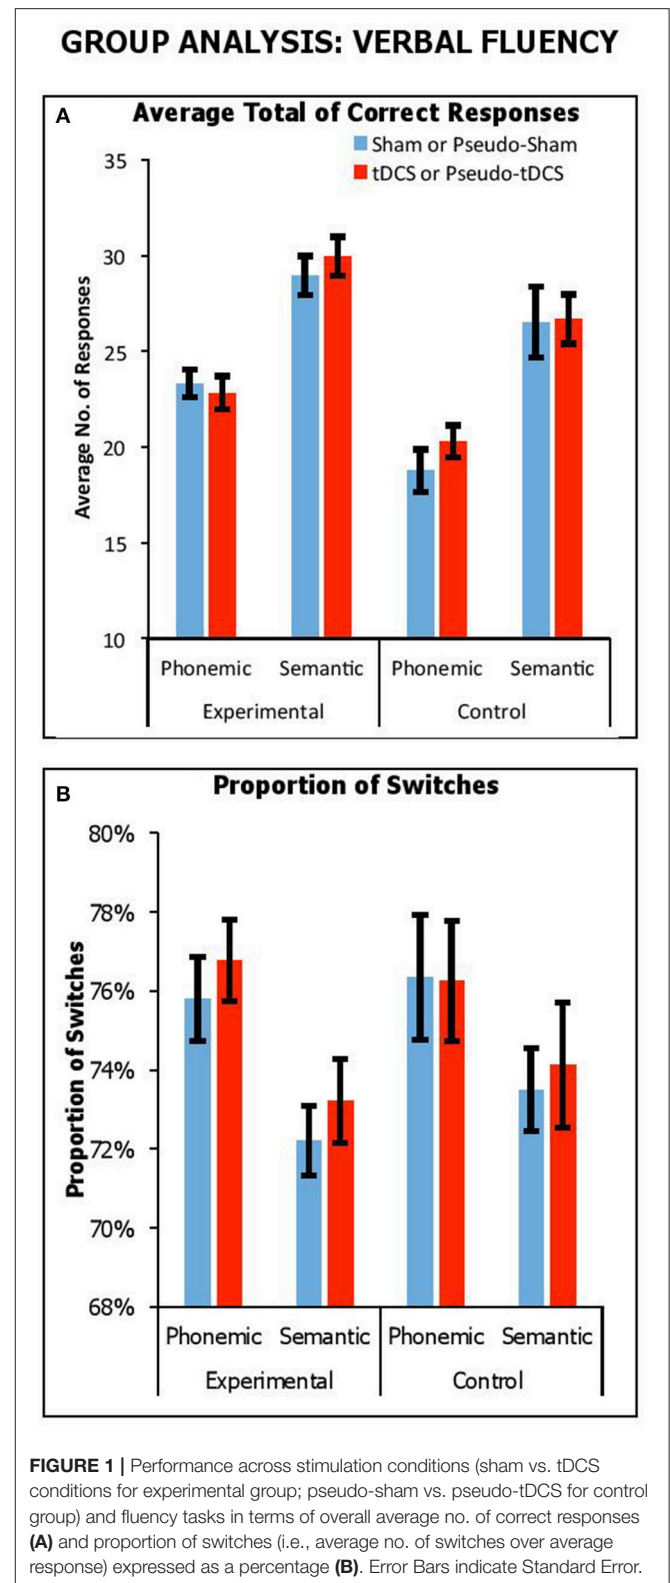 GROUP ANALYSIS: VERBAL FLUENCY
A
Average Total of Correct Responses
Sham or Pseudo-Sham
tDCS or Pseudo-tDCS
Average No. of Responses
35
30
25
20
15
10
Phonemic Semantic Phonemic Semantic
Experimental Control
B
Proportion of Switches
Proportion of Switches
80%
78%
76%
74%
72%
70%
68%
Phonemic Semantic Phonemic Semantic
Experimental Control
FIGURE 1 | Performance across stimulation conditions (sham vs. tDCS
conditions for experimental group; pseudo-sham vs. pseudo-tDCS for control
group) and fluency tasks in terms of overall average no. of correct responses
(A) and proportion of switches (i.e., average no. of switches over average
response) expressed as a percentage (B). Error Bars indicate Standard Error.